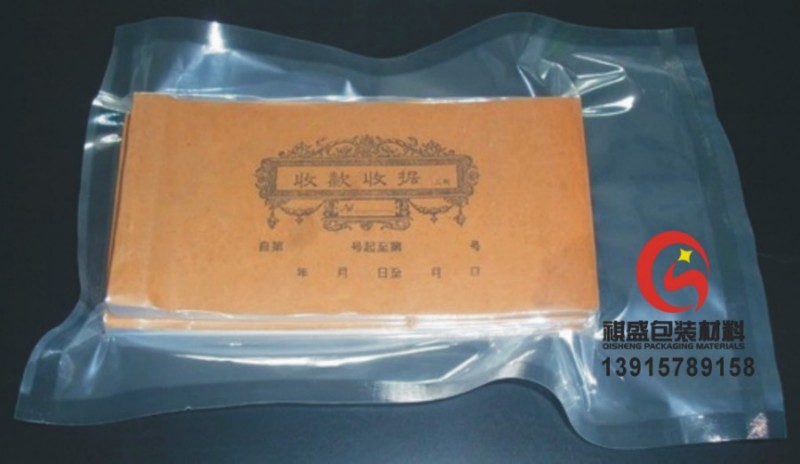 收款收据
自第 号起至第 号
年 月 日至 月 日
祺盛包装材料
QISHENG PACKAGING MATERIALS
13915789158